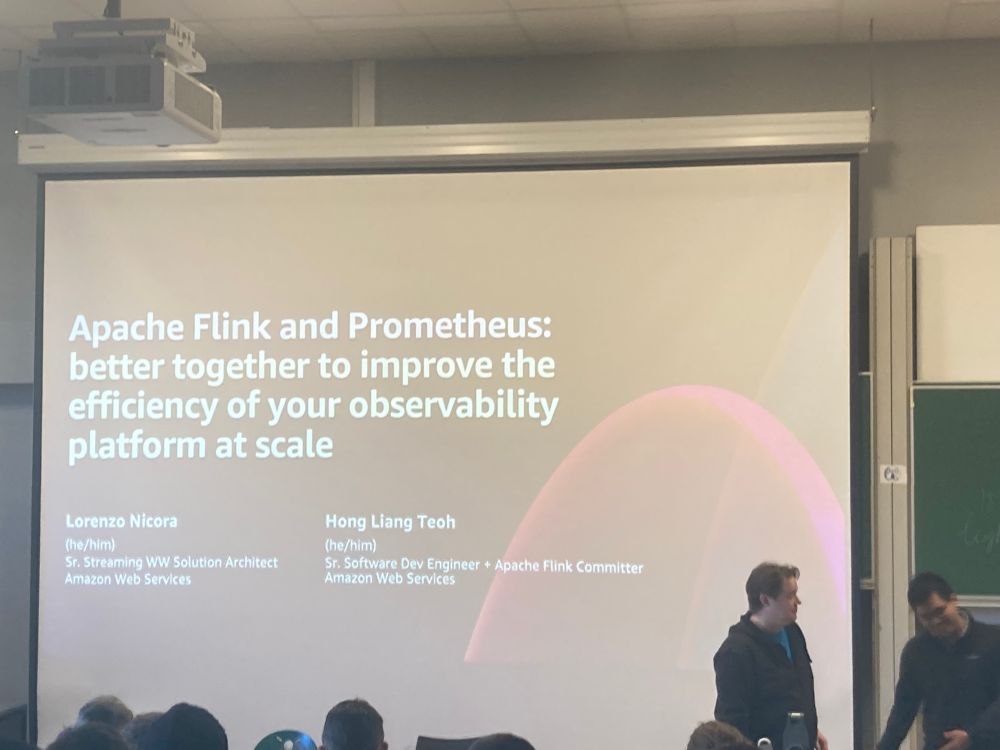 Apache Flink and Prometheus:
better together to improve the
efficiency of your observability
platform at scale
Lorenzo Nicora
(he/him)
Sr. Streaming WW Solution Architect
Amazon Web Services
Hong Liang Teoh
(he/him)
Sr. Software Dev Engineer + Apache Flink Committer
Amazon Web Services